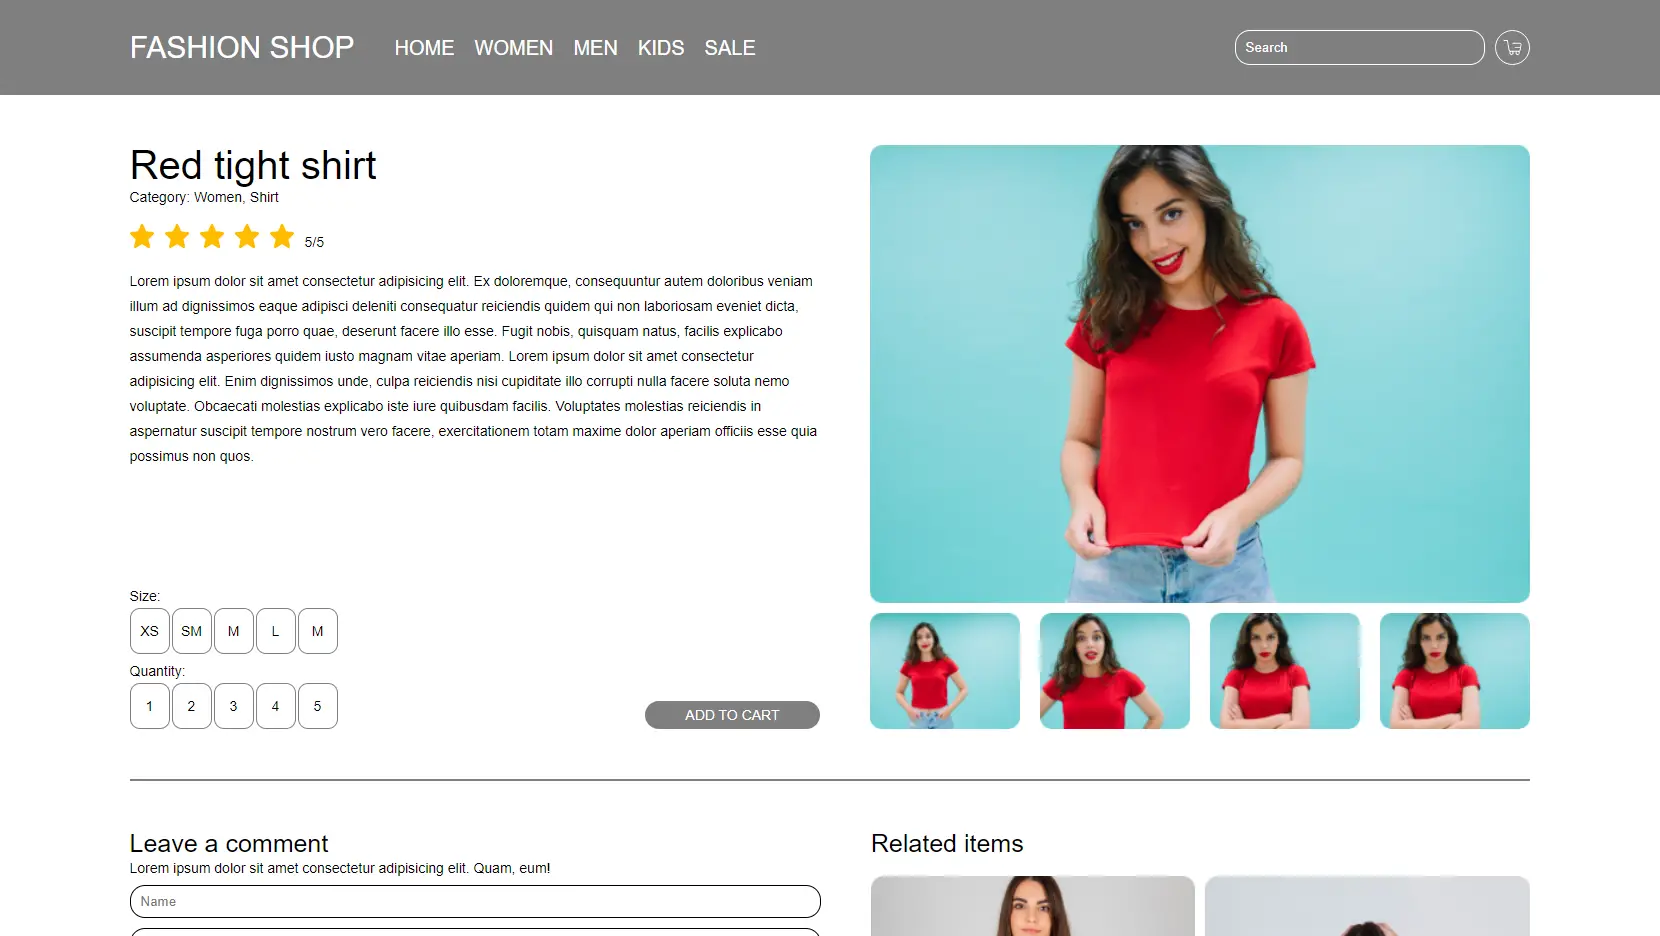 FASHION SHOP HOME WOMEN MEN KIDS SALE Search
Red tight shirt
Category: Women, Shirt
5/5
Lorem ipsum dolor sit amet consectetur adipisicing elit. Ex doloremque, consequuntur autem doloribus veniam
illum ad dignissimos eaque adipisci deleniti consequatur reiciendis quidem qui non laboriosam eveniet dicta,
suscipit tempore fuga porro quae, deserunt facere illo esse. Fugit nobis, quisquam natus, facilis explicabo
assumenda asperiores quidem iusto magnam vitae aperiam. Lorem ipsum dolor sit amet consectetur
adipisicing elit. Enim dignissimos unde, culpa reiciendis nisi cupiditate illo corrupti nulla facere soluta nemo
voluptate. Obcaecati molestias explicabo iste iure quibusdam facilis. Voluptates molestias reiciendis in
aspernatur suscipit tempore nostrum vero facere, exercitationem totam maxime dolor aperiam officiis esse quia
possimus non quos.
Size:
XS SM M L M
Quantity:
1 2 3 4 5
ADD TO CART
Leave a comment
Lorem ipsum dolor sit amet consectetur adipisicing elit. Quam, eum!
Name
Related items